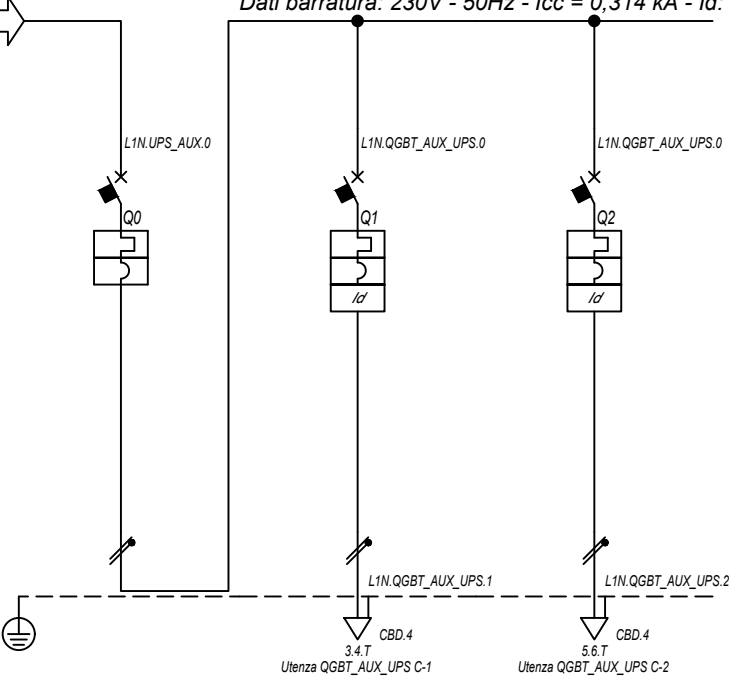 Dati barratura: 230V - 50Hz - Icc = 0,314 kA - Id:
L1N.UPS_AUX.0
L1N.QGBT_AUX_UPS.0
L1N.QGBT_AUX_UPS.0
Q0
Q1
Q2
Id
Id
L1N.QGBT_AUX_UPS.1
L1N.QGBT_AUX_UPS.2
CBD.4
CBD.4
3.4.T
5.6.T
Utenza QGBT_AUX_UPS C-1
Utenza QGBT_AUX_UPS C-2